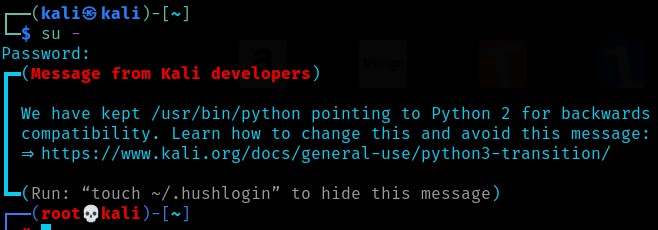 ┌──(kali㉿kali)-[~]
└─$ su -
Password:
┏━(Message from Kali developers)
┃
┃ We have kept /usr/bin/python pointing to Python 2 for backwards
┃ compatibility. Learn how to change this and avoid this message:
┃ ⇒ https://www.kali.org/docs/general-use/python3-transition/
┃
┗━(Run: “touch ~/.hushlogin” to hide this message)
┌──(root💀kali)-[~]